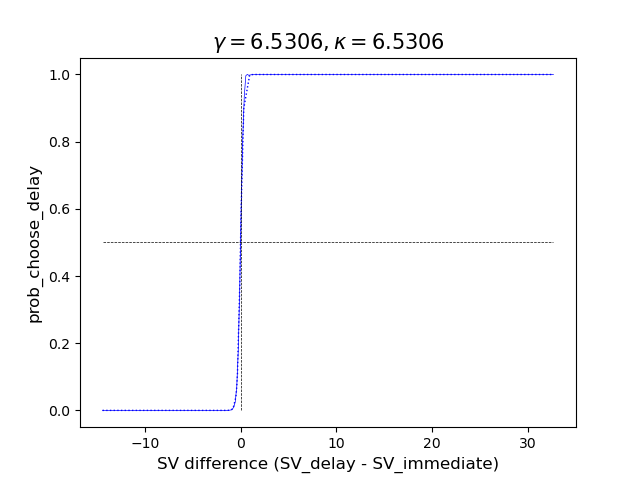 γ = 6.5306, κ = 6.5306
1.0
0.8
0.6
0.4
0.2
0.0
prob_choose_delay
−10 0 10 20 30
SV difference (SV_delay - SV_immediate)